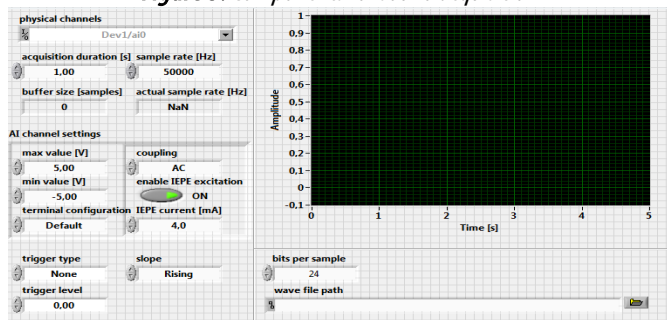 physical channels
Dev1/ai0
acquisition duration [s] sample rate [Hz]
1,00 50000
buffer size [samples] actual sample rate [Hz]
0 NaN
AI channel settings
max value [V] coupling
5,00 AC
min value [V] enable IEPE excitation
-5,00 ON
terminal configuration IEPE current [mA]
Default 4,0
trigger type slope
None Rising
trigger level
0,00
Amplitude
1
0,9
0,8
0,7
0,6
0,5
0,4
0,3
0,2
0,1
0
-0,1
0 1 2 3 4 5
Time [s]
bits per sample
24
wave file path